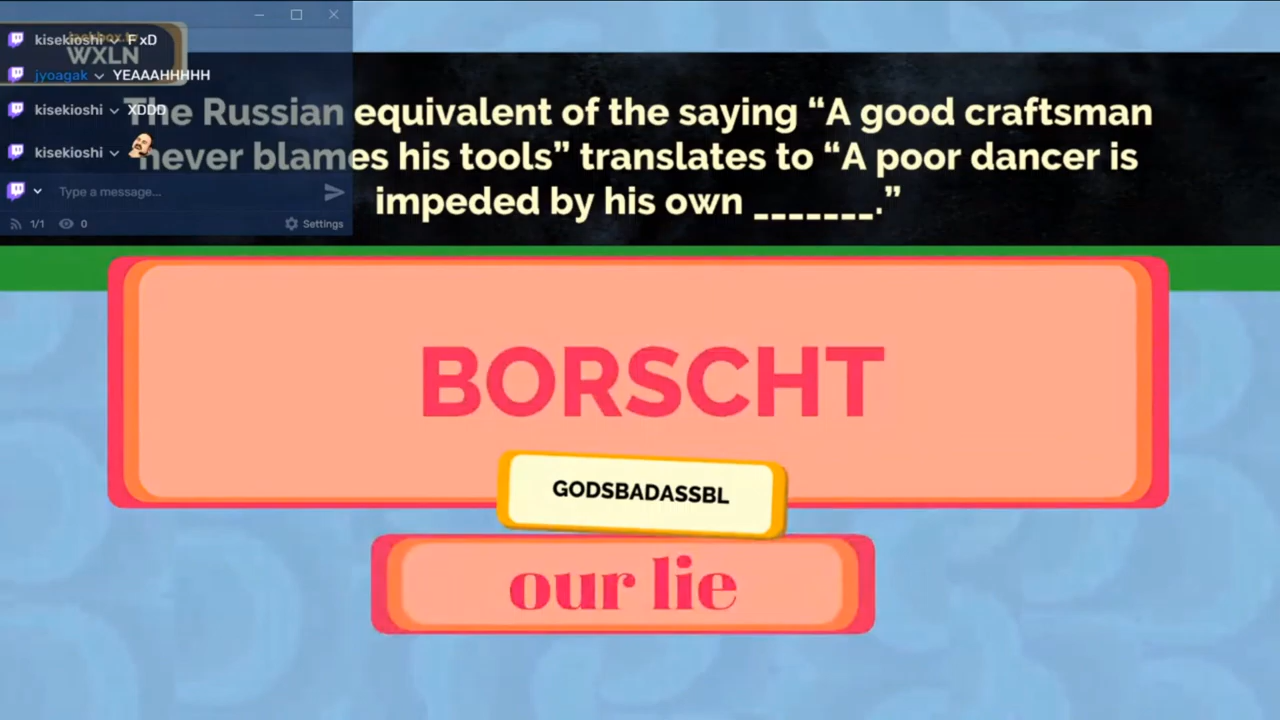 kisekioshi F xD
jackbox.tv
WXLN
jyoagak YEAAAHHHHH
kisekioshi XDDD
kisekioshi
Type a message...
1/1 0 Settings
The Russian equivalent of the saying “A good craftsman
never blames his tools” translates to “A poor dancer is
impeded by his own _______.”
BORSCHT
GODSBADASSBL
our lie